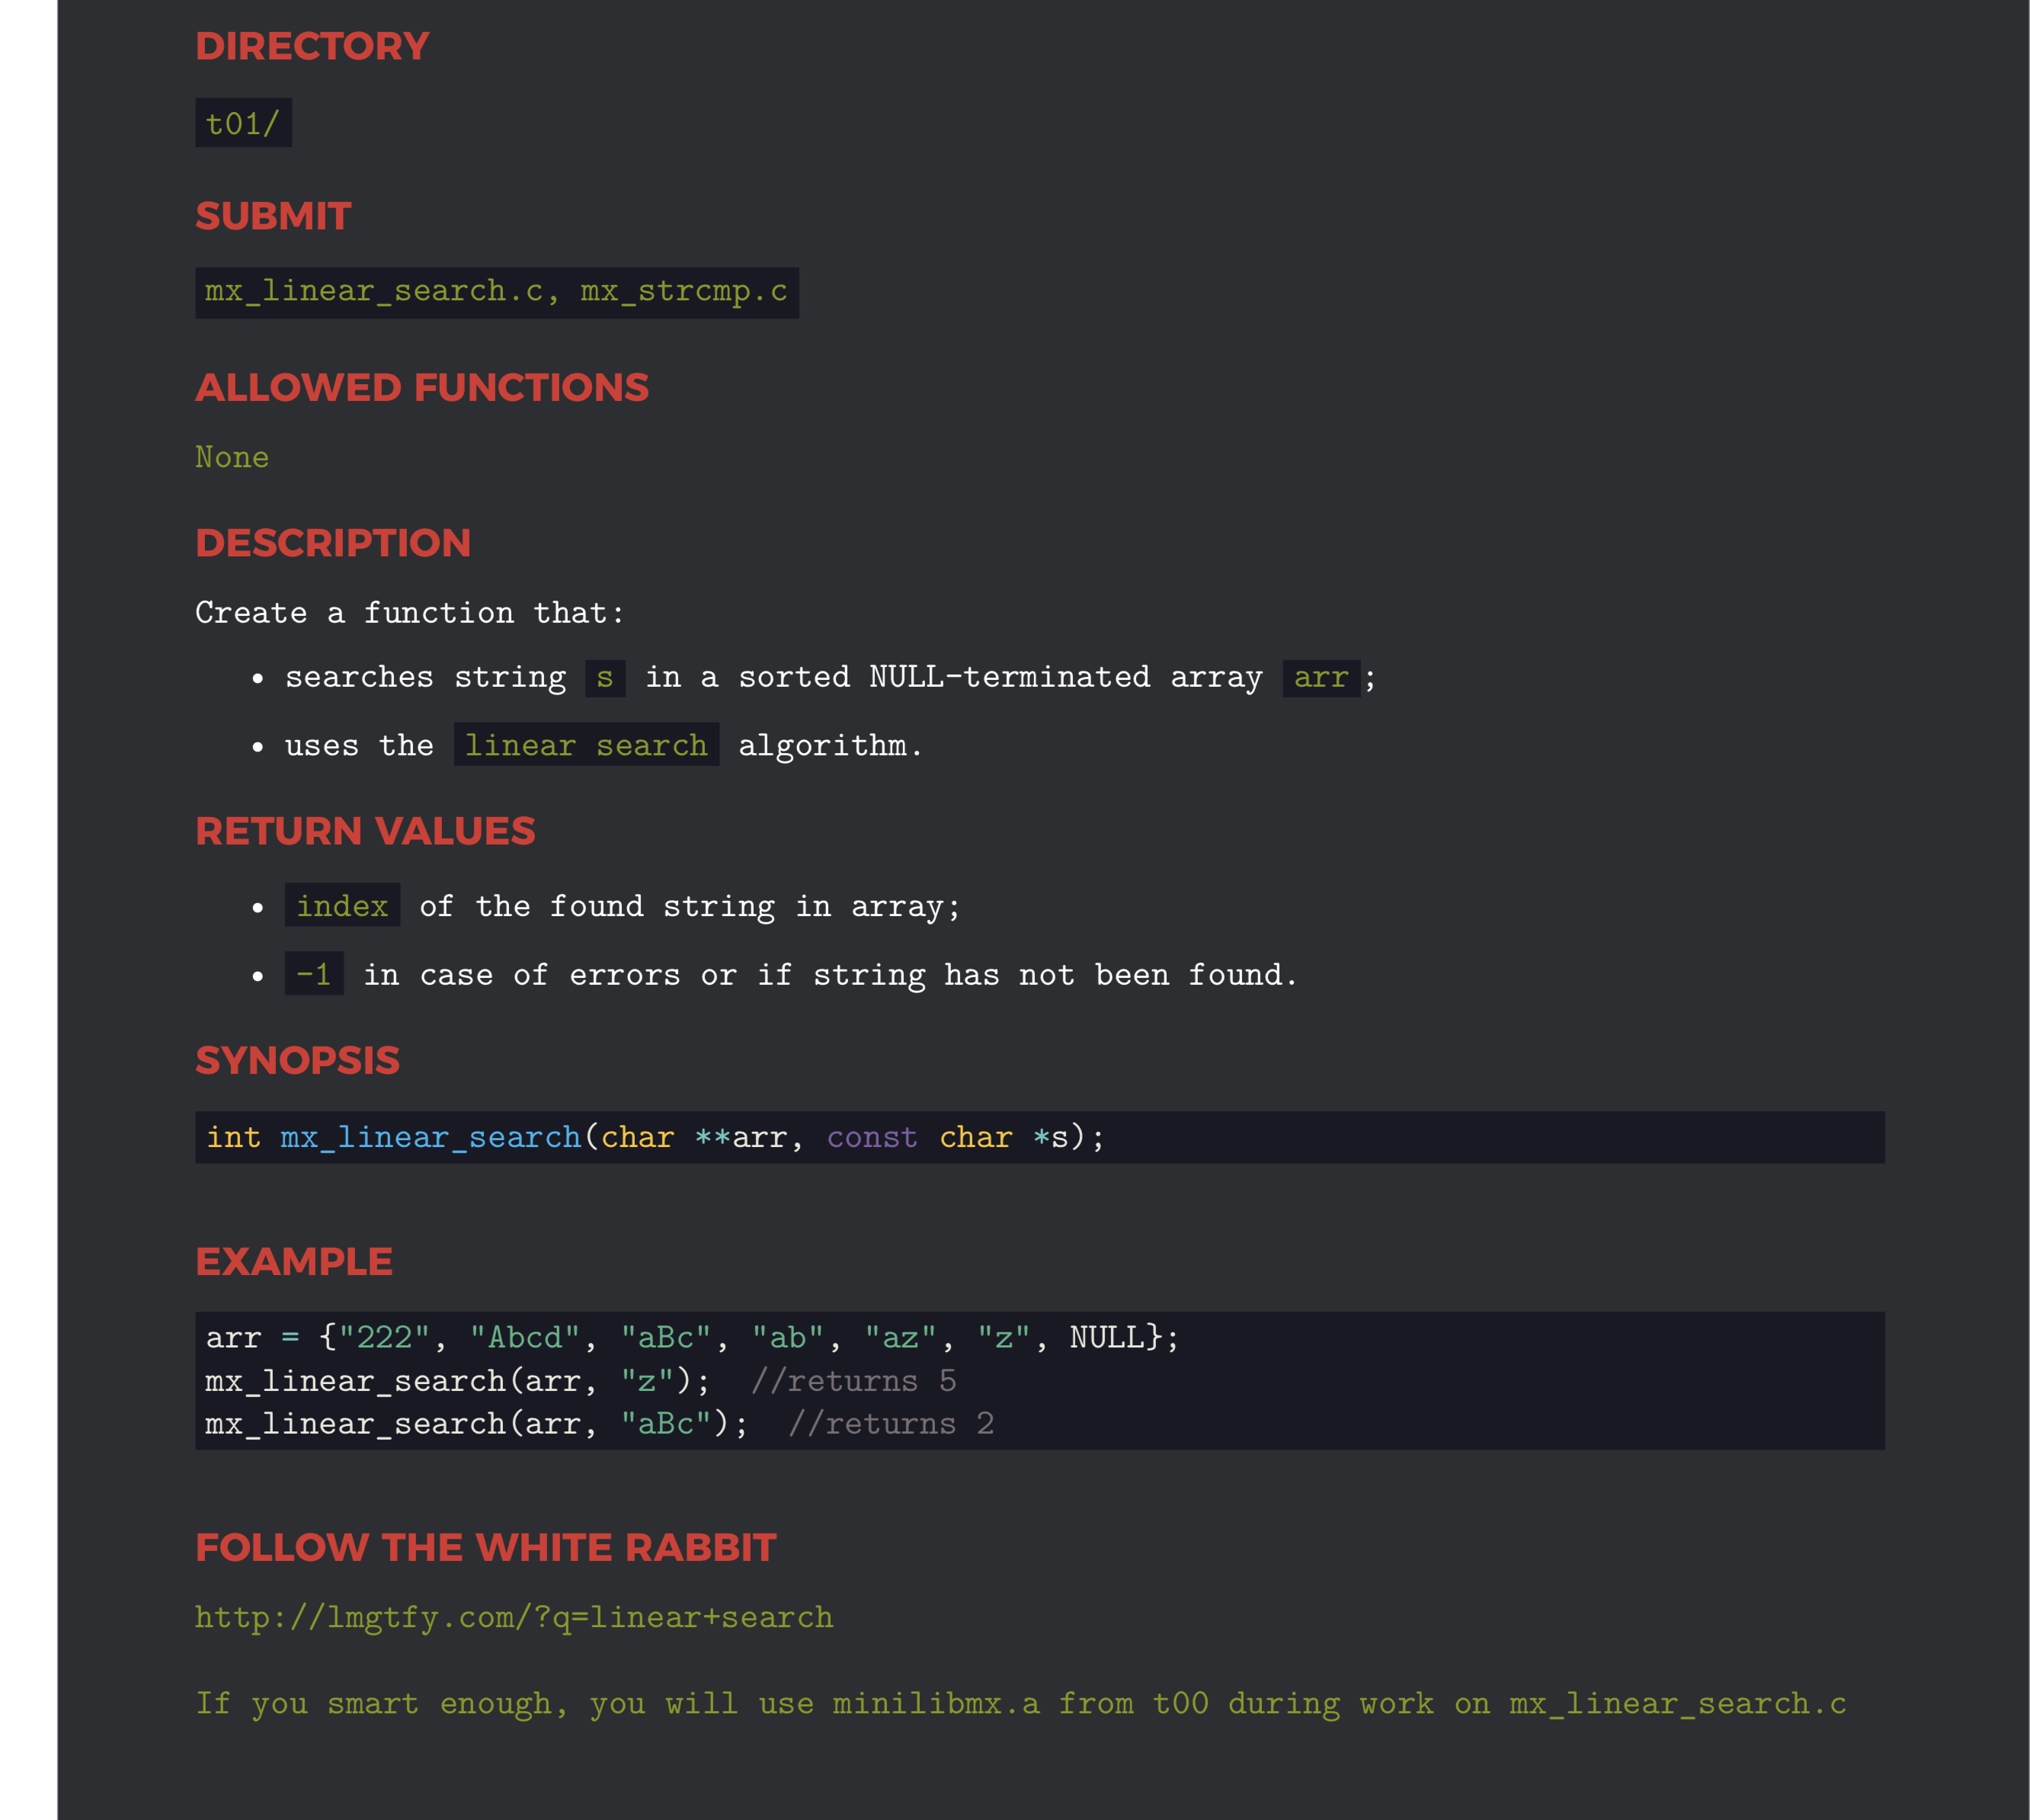 DIRECTORY
t01/
SUBMIT
mx_linear_search.c, mx_strcmp.c
ALLOWED FUNCTIONS
None
DESCRIPTION
Create a function that:
• searches string s in a sorted NULL-terminated array arr;
• uses the linear search algorithm.
RETURN VALUES
• index of the found string in array;
• -1 in case of errors or if string has not been found.
SYNOPSIS
int mx_linear_search(char **arr, const char *s);
EXAMPLE
arr = {"222", "Abcd", "aBc", "ab", "az", "z", NULL};
mx_linear_search(arr, "z");  //returns 5
mx_linear_search(arr, "aBc");  //returns 2
FOLLOW THE WHITE RABBIT
http://lmgtfy.com/?q=linear+search
If you smart enough, you will use minilibmx.a from t00 during work on mx_linear_search.c